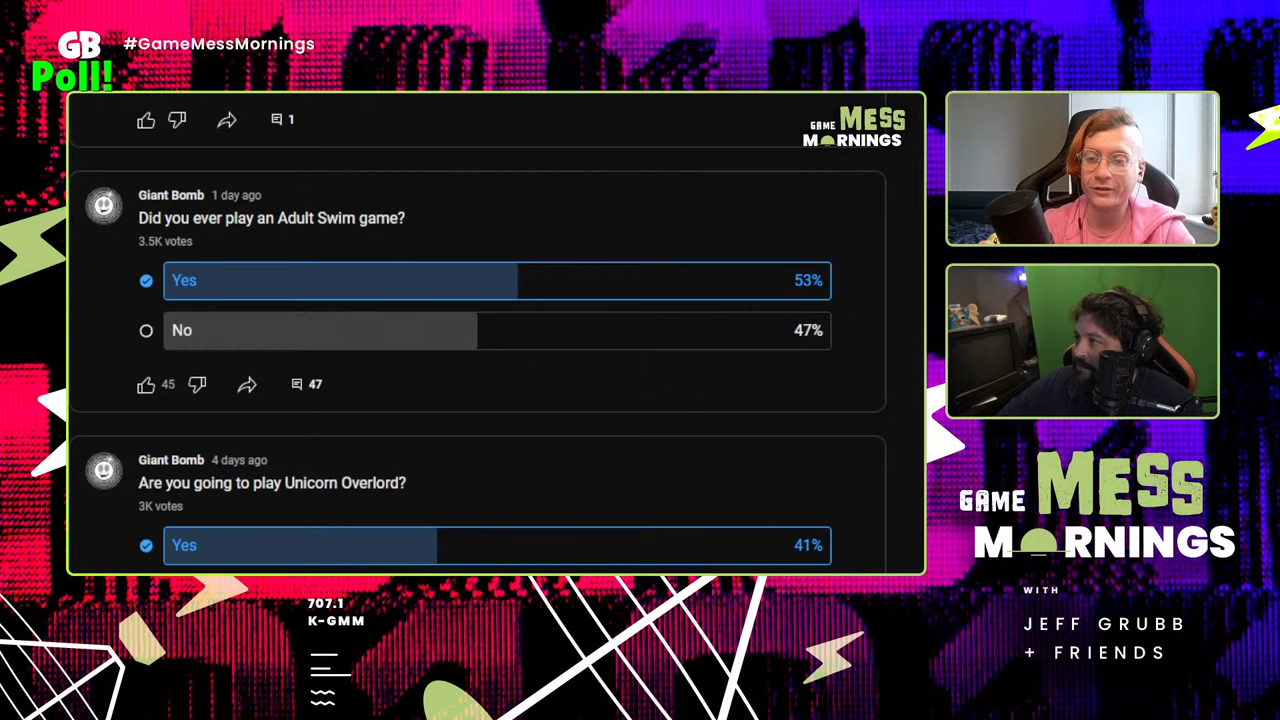 GB
Poll!
#GameMessMornings
1
GAME MESS
MORNINGS
Giant Bomb 1 day ago
Did you ever play an Adult Swim game?
3.5K votes
Yes 53%
No 47%
45 47
Giant Bomb 4 days ago
Are you going to play Unicorn Overlord?
3K votes
Yes 41%
GAME MESS
MORNINGS
WITH
JEFF GRUBB
+ FRIENDS
707.1
K-GMM